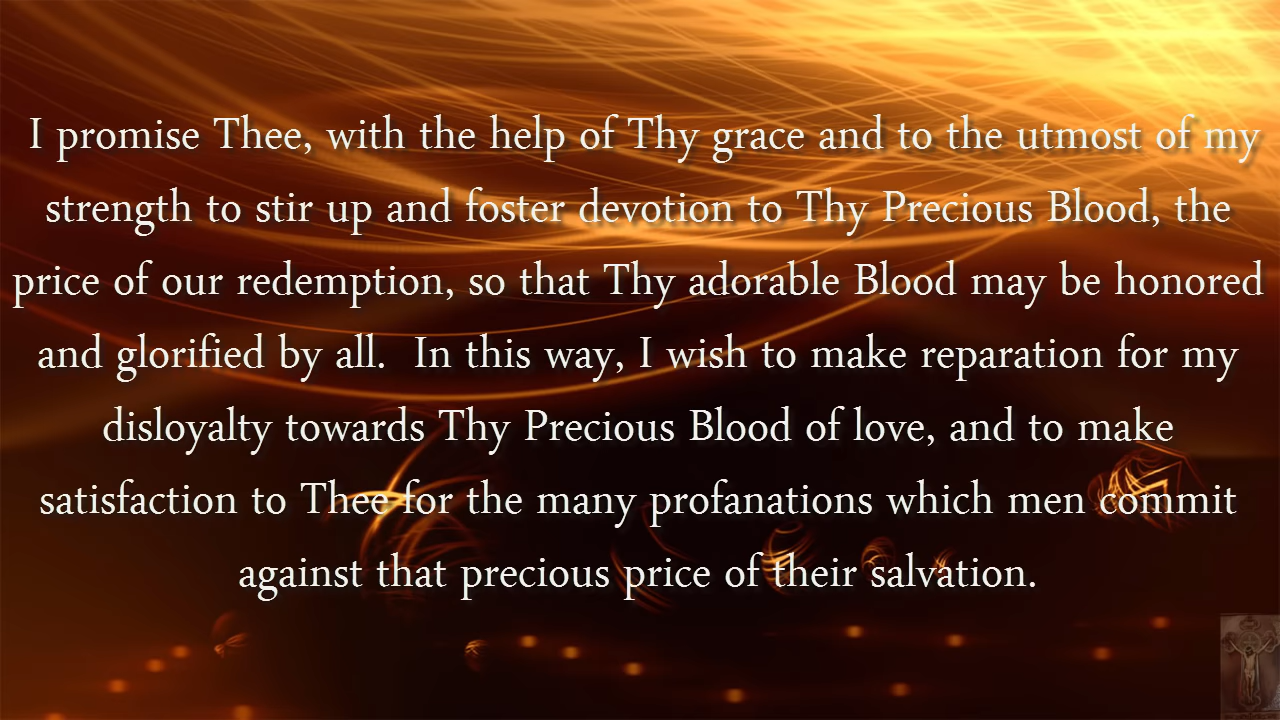 I promise Thee, with the help of Thy grace and to the utmost of my
strength to stir up and foster devotion to Thy Precious Blood, the
price of our redemption, so that Thy adorable Blood may be honored
and glorified by all.  In this way, I wish to make reparation for my
disloyalty towards Thy Precious Blood of love, and to make
satisfaction to Thee for the many profanations which men commit
against that precious price of their salvation.